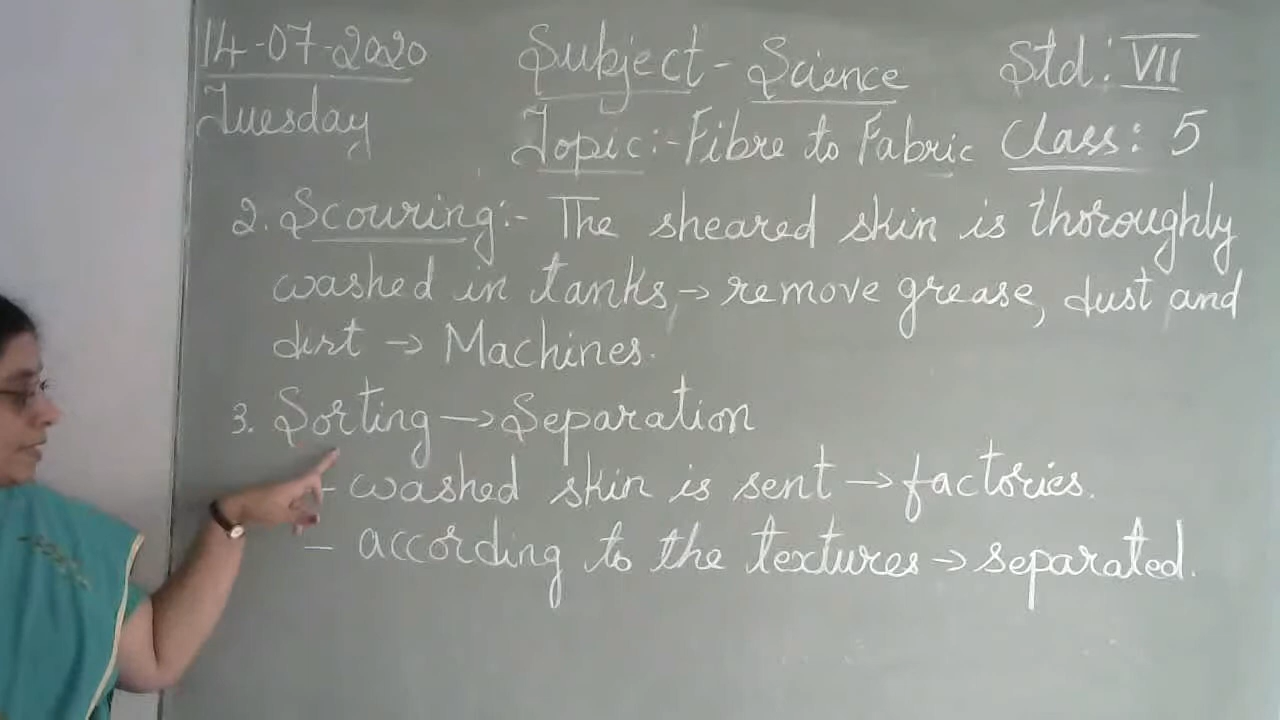 14-07-2020 Subject - Science Std: VII
Tuesday Topic:- Fibre to Fabric Class: 5
2. Scouring:- The sheared skin is thoroughly
washed in tanks, → remove grease, dust and
dirt → Machines.
3. Sorting → Separation
- washed skin is sent → factories.
- according to the textures → separated.